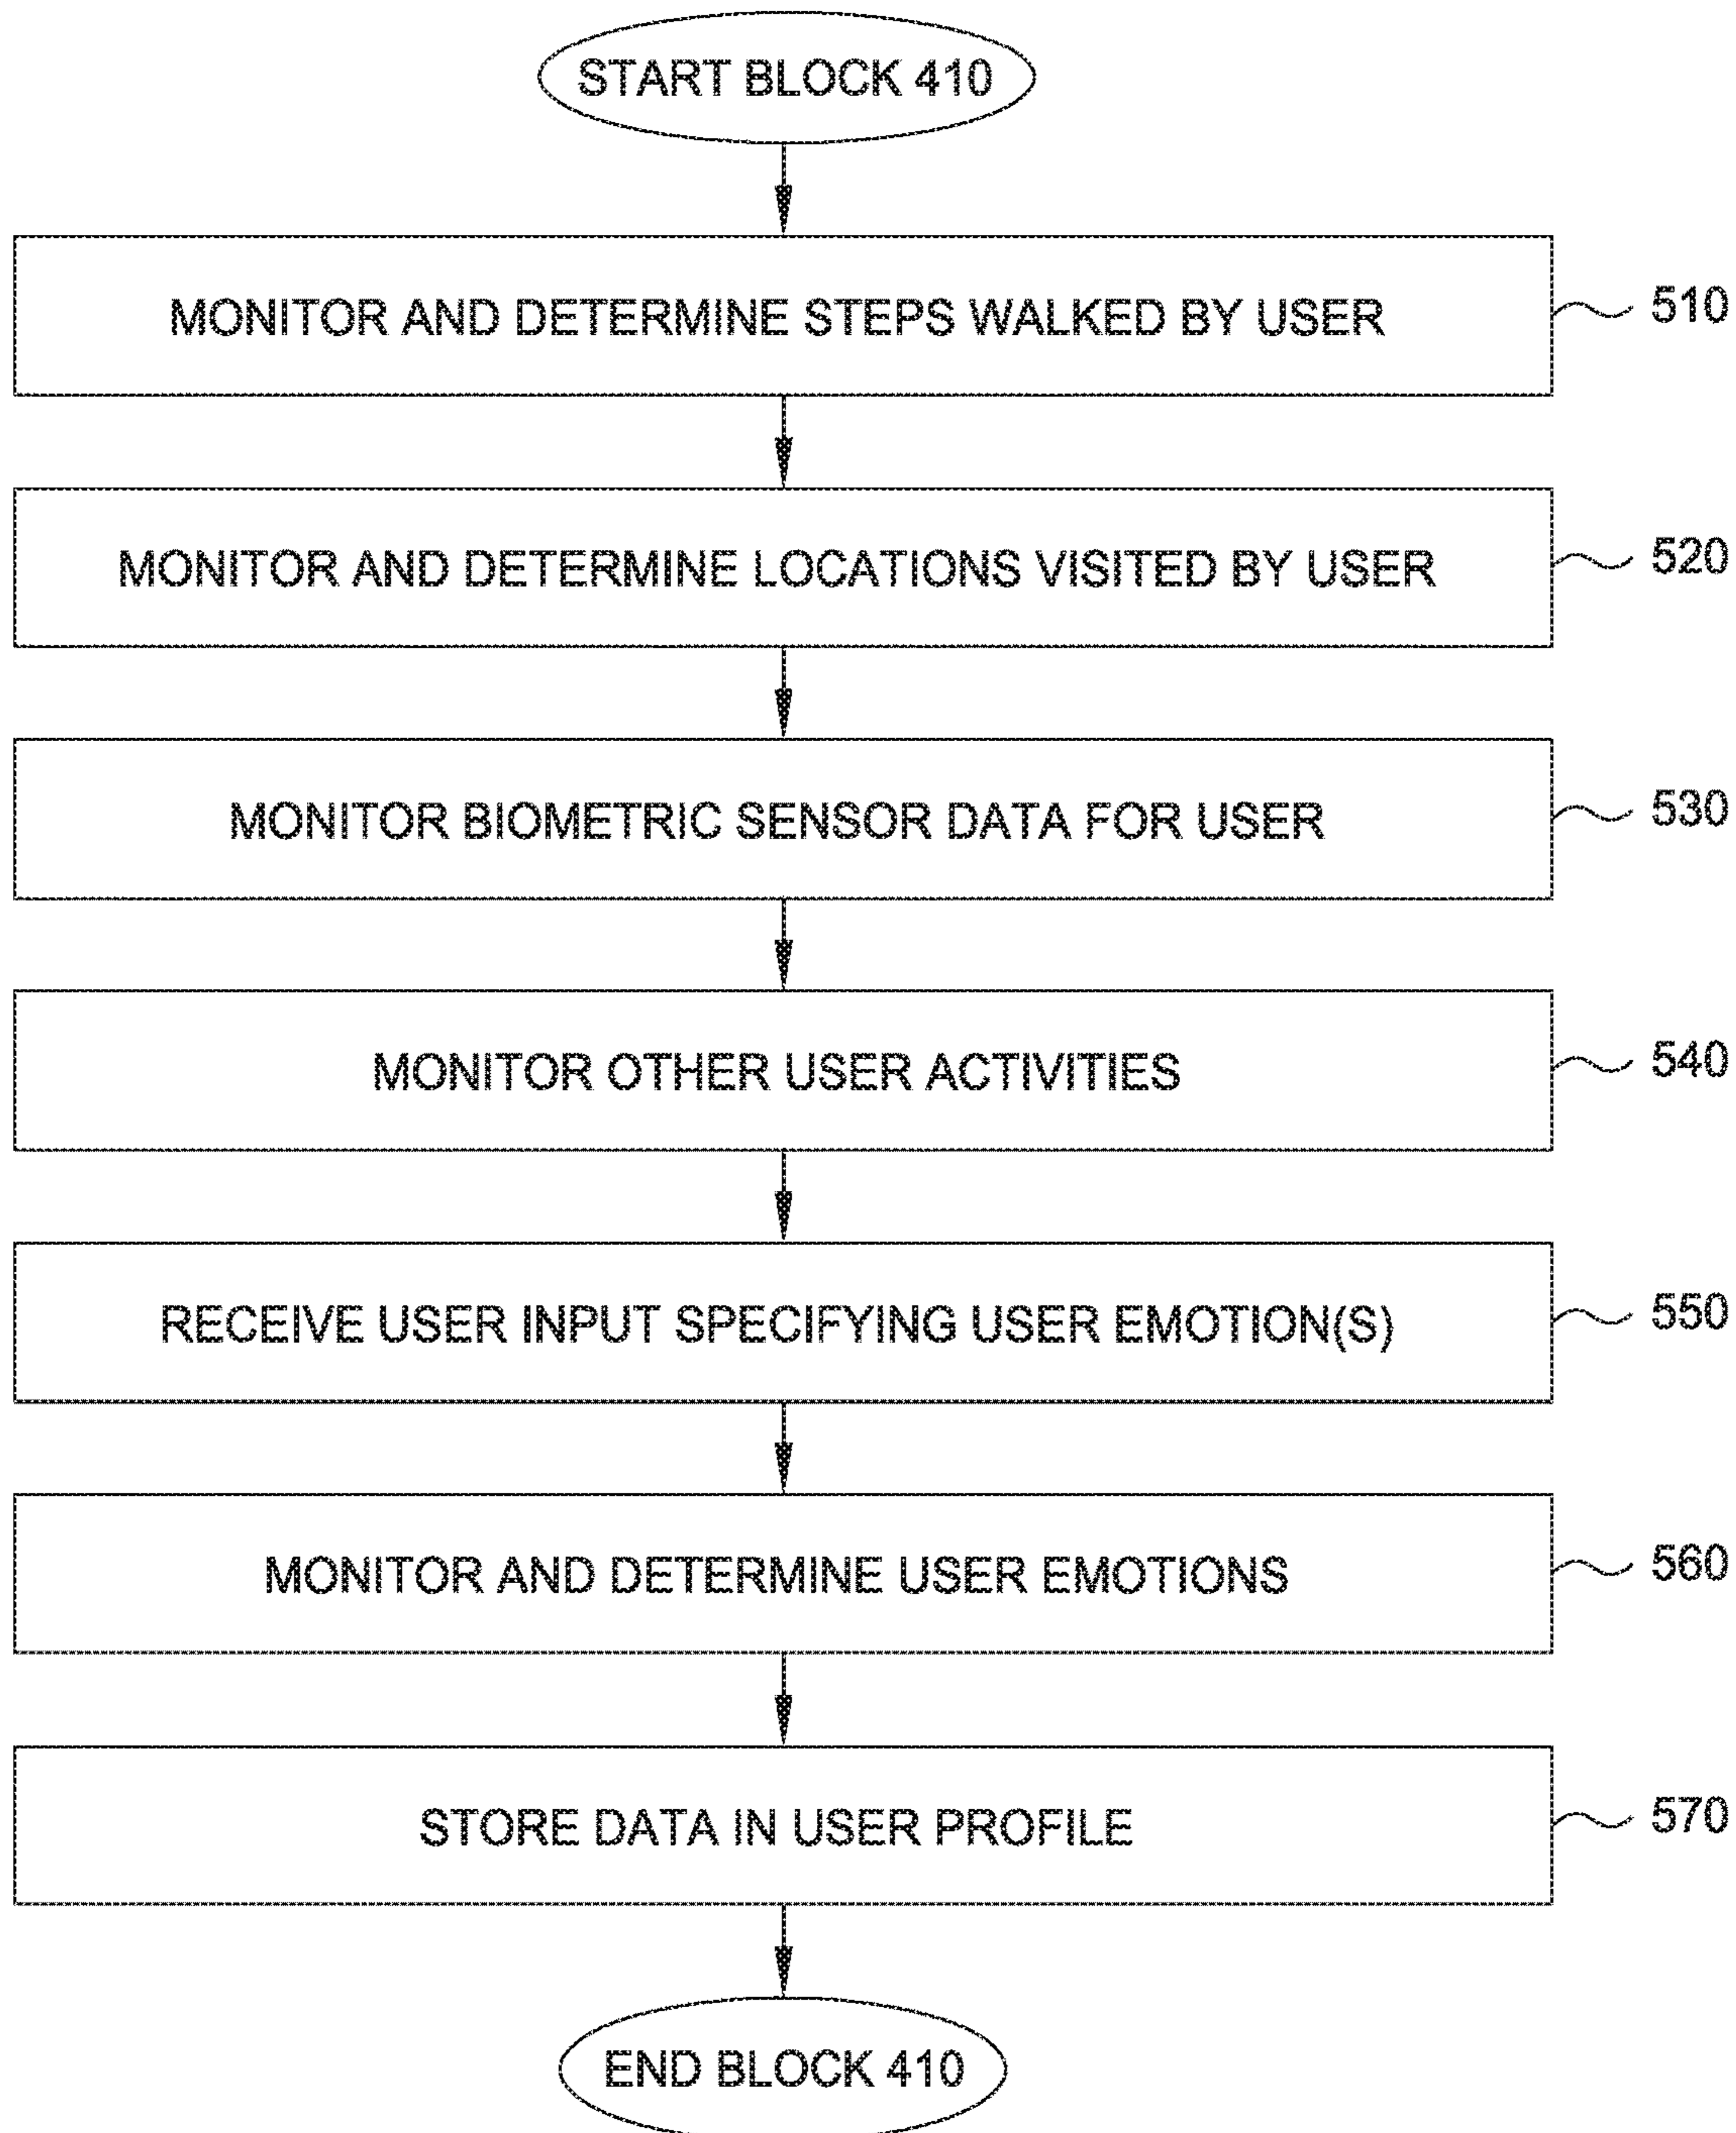 START BLOCK 410
MONITOR AND DETERMINE STEPS WALKED BY USER
510
MONITOR AND DETERMINE LOCATIONS VISITED BY USER
520
MONITOR BIOMETRIC SENSOR DATA FOR USER
530
MONITOR OTHER USER ACTIVITIES
540
RECEIVE USER INPUT SPECIFYING USER EMOTION(S)
550
MONITOR AND DETERMINE USER EMOTIONS
560
STORE DATA IN USER PROFILE
570
END BLOCK 410